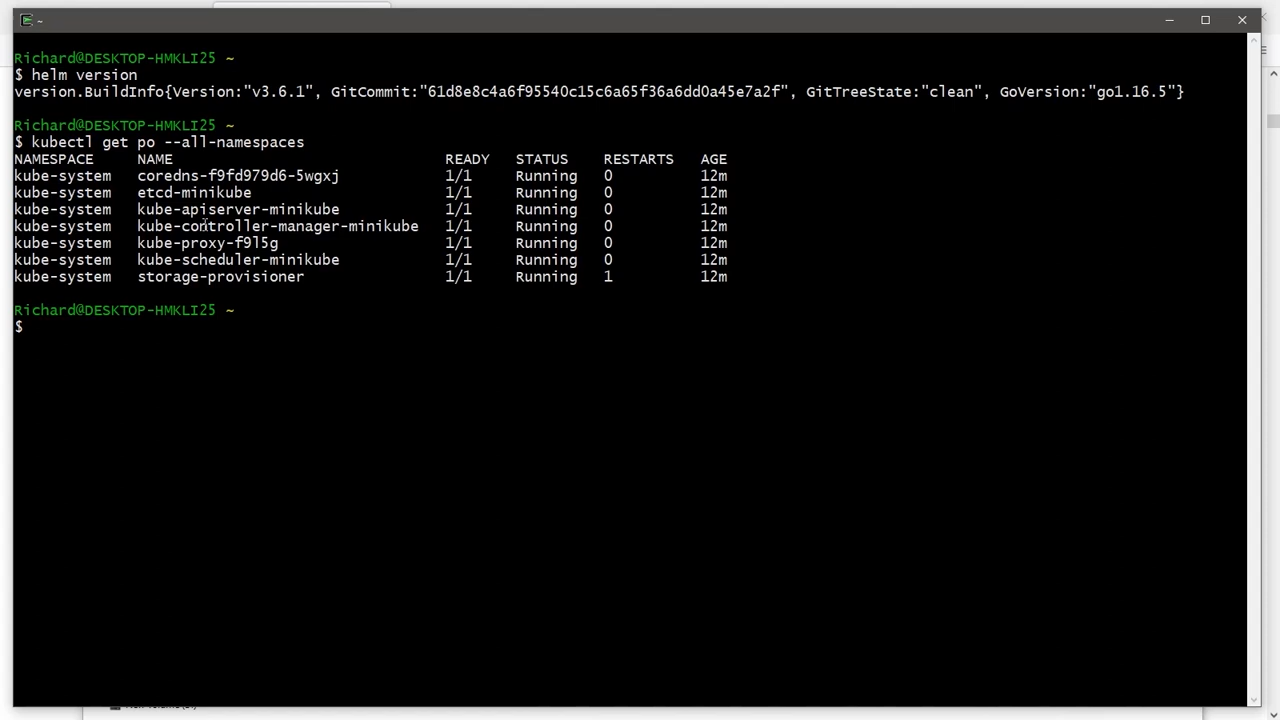 ~
Richard@DESKTOP-HMKLI25 ~
$ helm version
version.BuildInfo{Version:"v3.6.1", GitCommit:"61d8e8c4a6f95540c15c6a65f36a6dd0a45e7a2f", GitTreeState:"clean", GoVersion:"go1.16.5"}
Richard@DESKTOP-HMKLI25 ~
$ kubectl get po --all-namespaces
NAMESPACE NAME READY STATUS RESTARTS AGE
kube-system coredns-f9fd979d6-5wgxj 1/1 Running 0 12m
kube-system etcd-minikube 1/1 Running 0 12m
kube-system kube-apiserver-minikube 1/1 Running 0 12m
kube-system kube-controller-manager-minikube 1/1 Running 0 12m
kube-system kube-proxy-f9l5g 1/1 Running 0 12m
kube-system kube-scheduler-minikube 1/1 Running 0 12m
kube-system storage-provisioner 1/1 Running 1 12m
Richard@DESKTOP-HMKLI25 ~
$